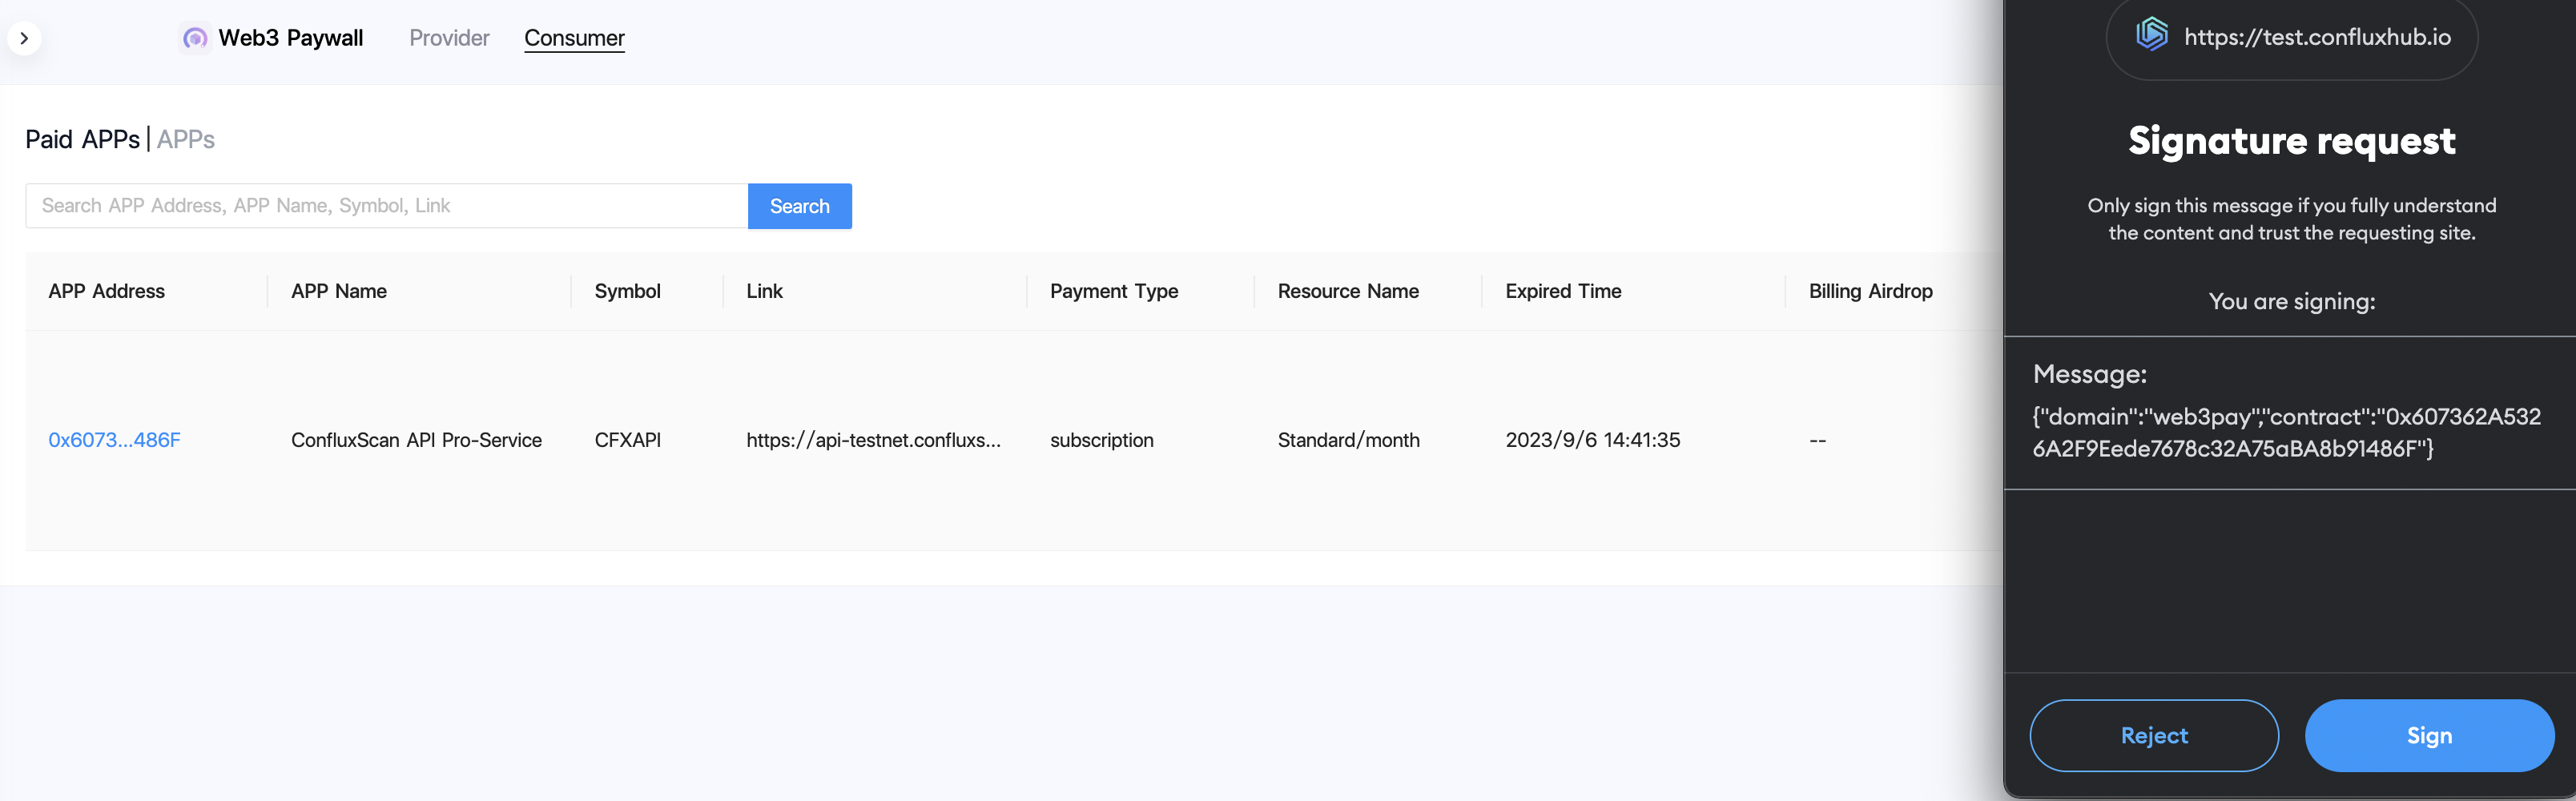 Web3 Paywall Provider Consumer
Paid APPs | APPs
Search APP Address, APP Name, Symbol, Link Search
APP Address APP Name Symbol Link Payment Type Resource Name Expired Time Billing Airdrop
0x6073...486F ConfluxScan API Pro-Service CFXAPI https://api-testnet.confluxs... subscription Standard/month 2023/9/6 14:41:35 --
https://test.confluxhub.io
Signature request
Only sign this message if you fully understand
the content and trust the requesting site.
You are signing:
Message:
{"domain":"web3pay","contract":"0x607362A532
6A2F9Eede7678c32A75aBA8b91486F"}
Reject Sign